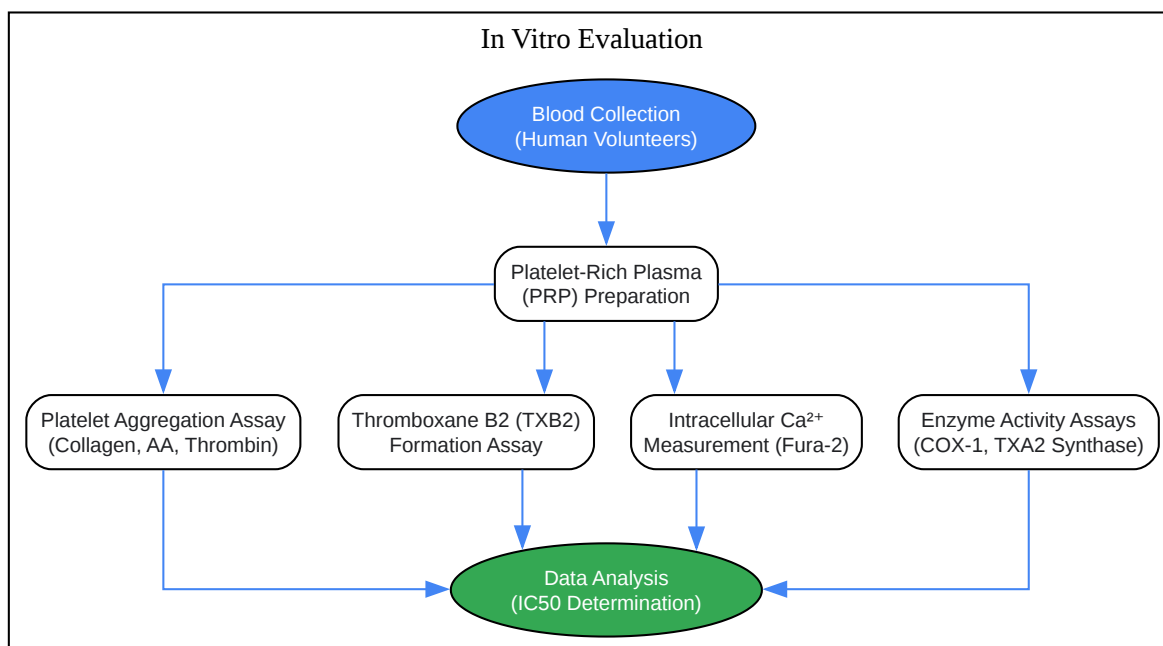 In Vitro Evaluation
Blood Collection
(Human Volunteers)
Platelet-Rich Plasma
(PRP) Preparation
Platelet Aggregation Assay
(Collagen, AA, Thrombin)
Thromboxane B2 (TXB2)
Formation Assay
Intracellular Ca²⁺
Measurement (Fura-2)
Enzyme Activity Assays
(COX-1, TXA2 Synthase)
Data Analysis
(IC50 Determination)